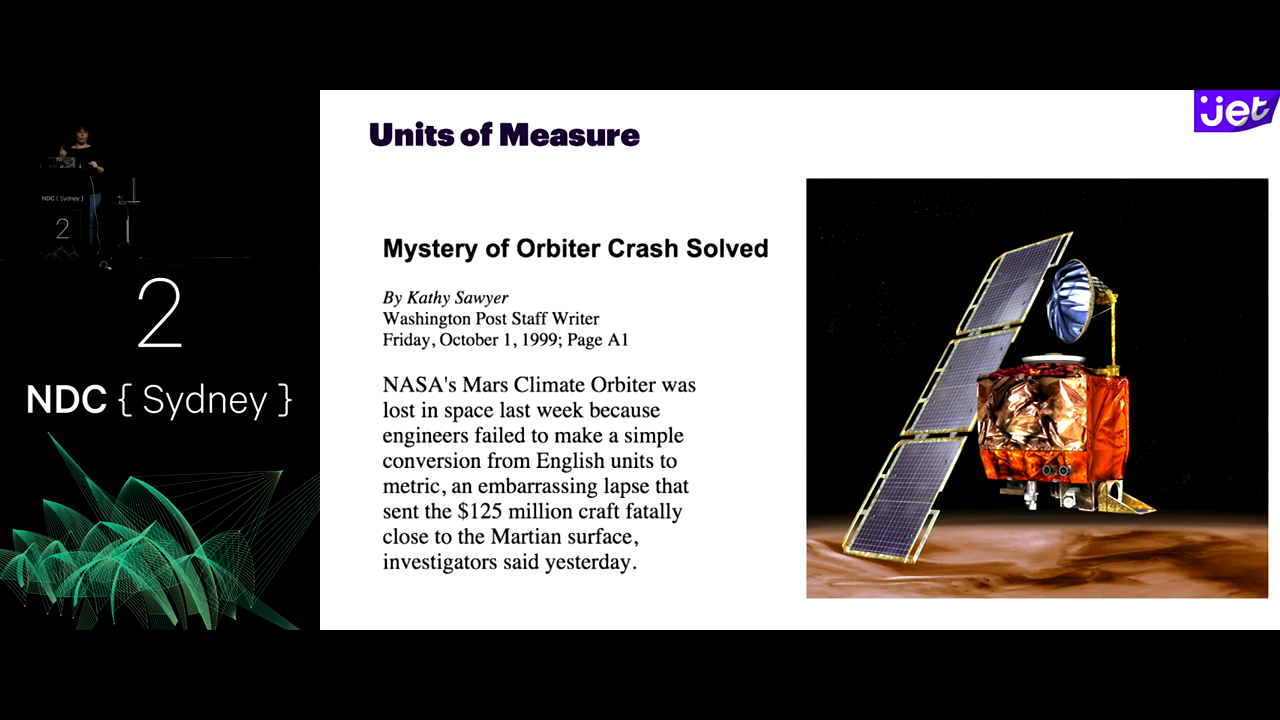 NDC { Sydney }
2
2
NDC { Sydney }
Units of Measure
jet
Mystery of Orbiter Crash Solved
By Kathy Sawyer
Washington Post Staff Writer
Friday, October 1, 1999; Page A1
NASA's Mars Climate Orbiter was
lost in space last week because
engineers failed to make a simple
conversion from English units to
metric, an embarrassing lapse that
sent the $125 million craft fatally
close to the Martian surface,
investigators said yesterday.